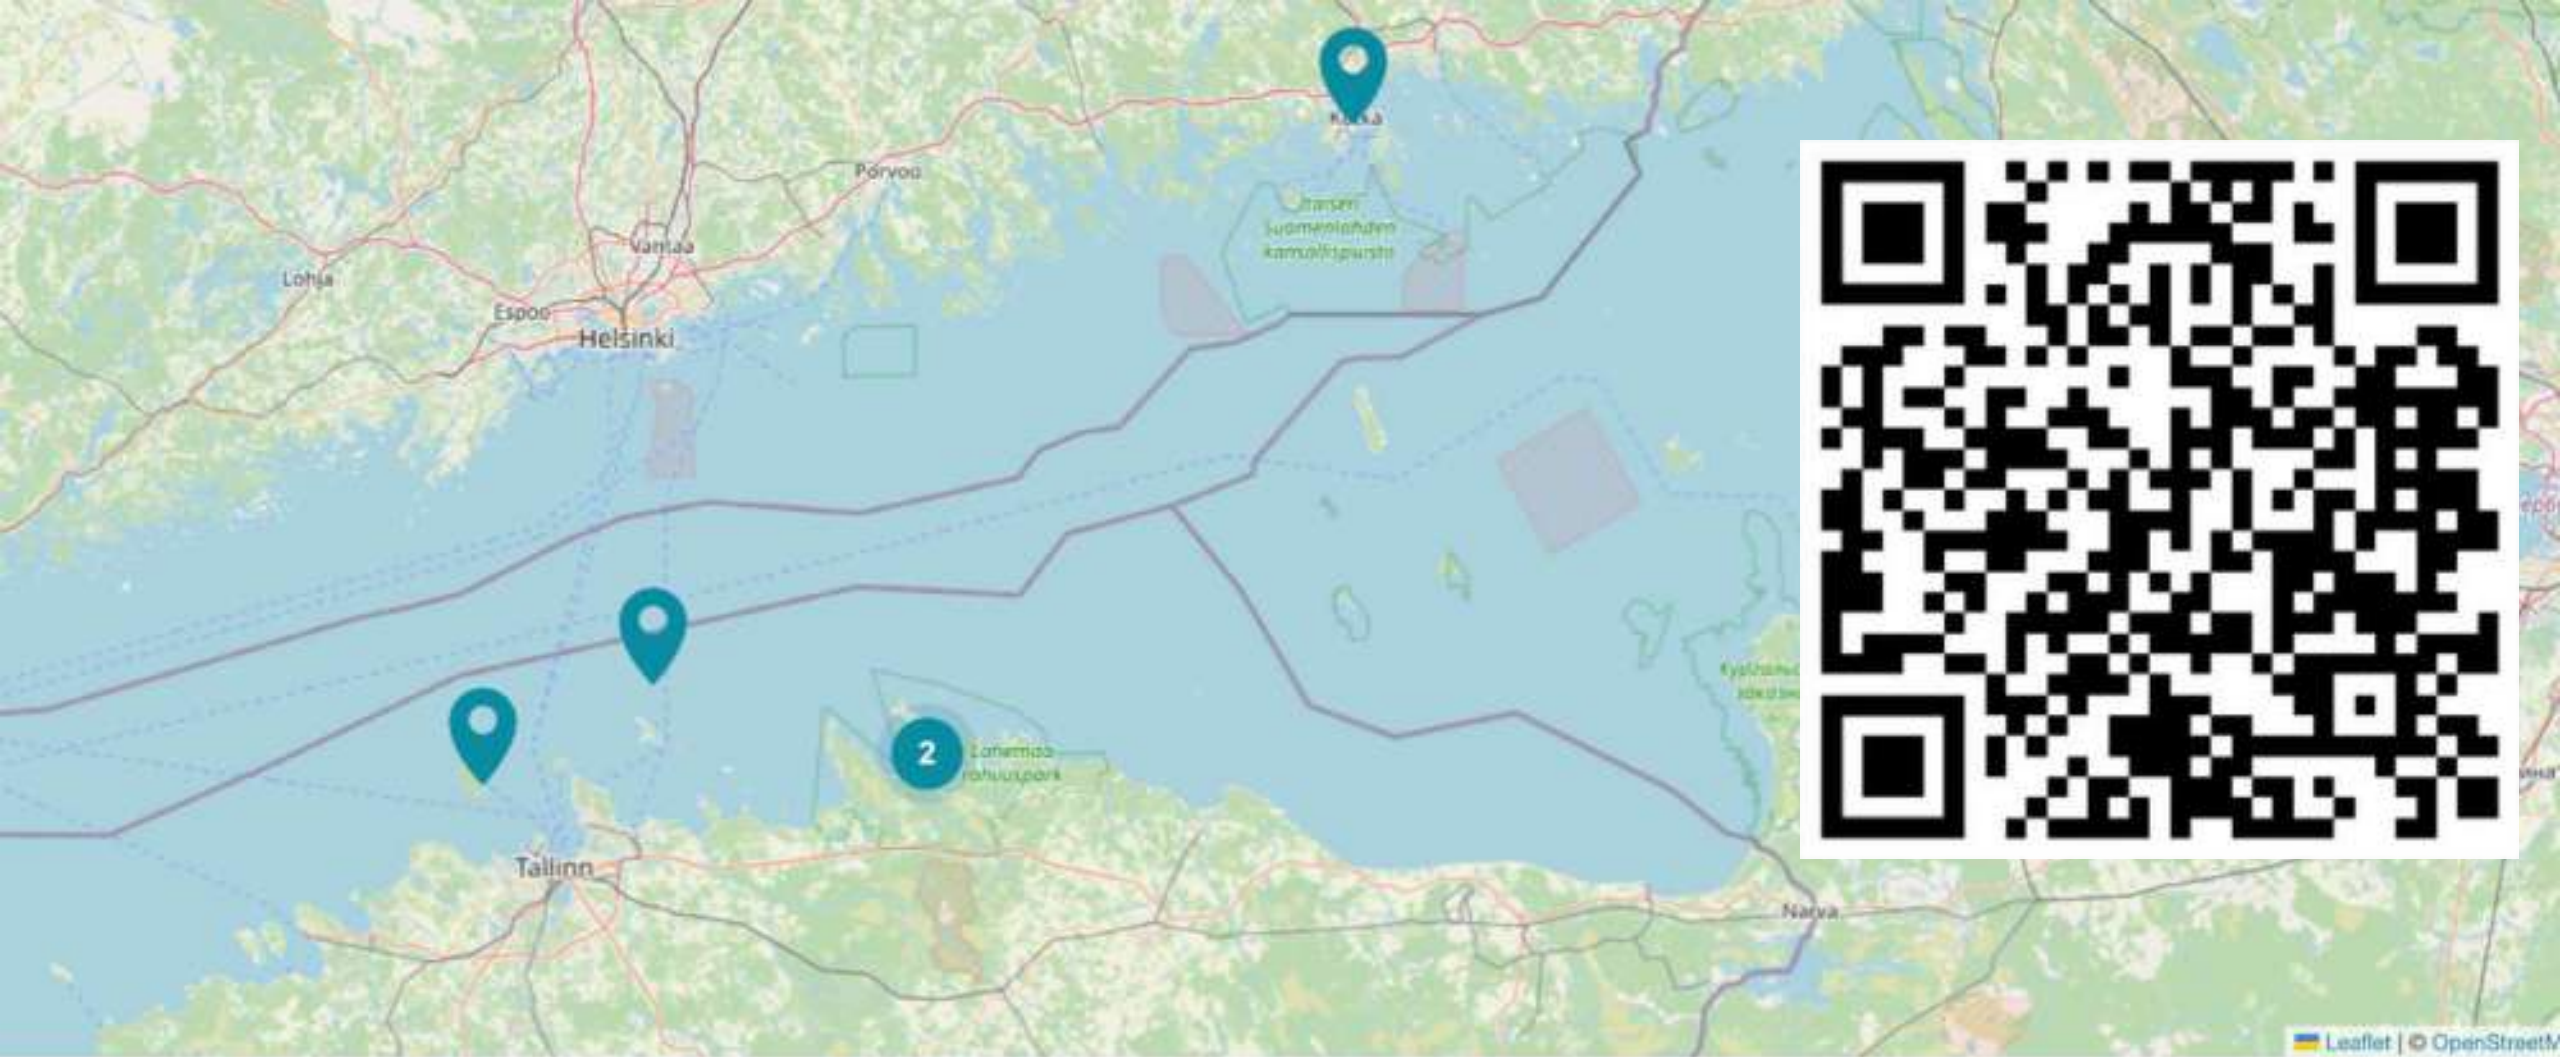 Kotka
Porvoo
Itäisen
Suomenlahden
kansallispuisto
Vantaa
Lohja
Espoo
Helsinki
2
Lahemaa
rahvuspark
Tallinn
Narva
Leaflet | © OpenStreetM